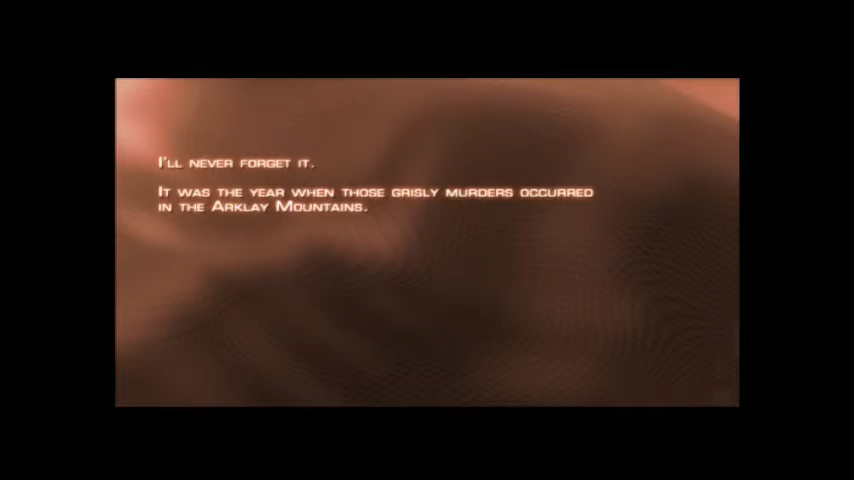 I'll never forget it.
It was the year when those grisly murders occurred
in the Arklay Mountains.